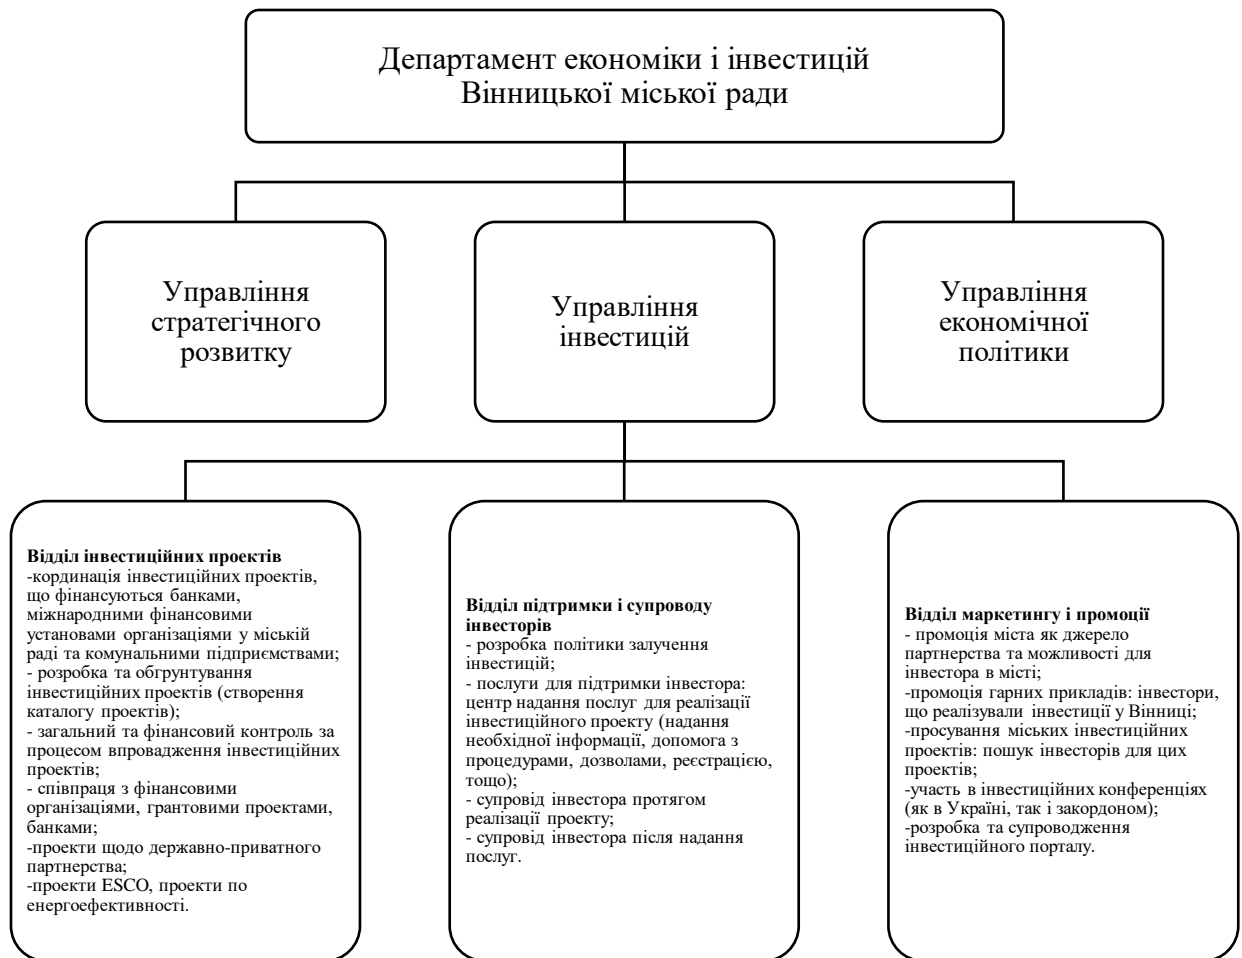 Департамент економіки і інвестицій
Вінницької міської ради
Управління
стратегічного
розвитку
Управління
інвестицій
Управління
економічної
політики
Відділ інвестиційних проектів
-кординація інвестиційних проектів,
що фінансуються банками,
міжнародними фінансовими
установами організаціями у міській
раді та комунальними підприємствами;
- розробка та обгрунтування
інвестиційних проектів (створення
каталогу проектів);
- загальний та фінансовий контроль за
процесом впровадження інвестиційних
проектів;
- співпраця з фінансовими
організаціями, грантовими проектами,
банками;
-проекти щодо державно-приватного
партнерства;
-проекти ESCO, проекти по
енергоефективності.
Відділ підтримки і супроводу
інвесторів
- розробка політики залучення
інвестицій;
- послуги для підтримки інвестора:
центр надання послуг для реалізації
інвестиційного проекту (надання
необхідної інформації, допомога з
процедурами, дозволами, реєстрацією,
тощо);
- супровід інвестора протягом
реалізації проекту;
- супровід інвестора після надання
послуг.
Відділ маркетингу і промоції
- промоція міста як джерело
партнерства та можливості для
інвестора в місті;
-промоція гарних прикладів: інвестори,
що реалізували інвестиції у Вінниці;
-просування міських інвестиційних
проектів: пошук інвесторів для цих
проектів;
-участь в інвестиційних конференціях
(як в Україні, так і закордоном);
-розробка та супроводження
інвестиційного порталу.